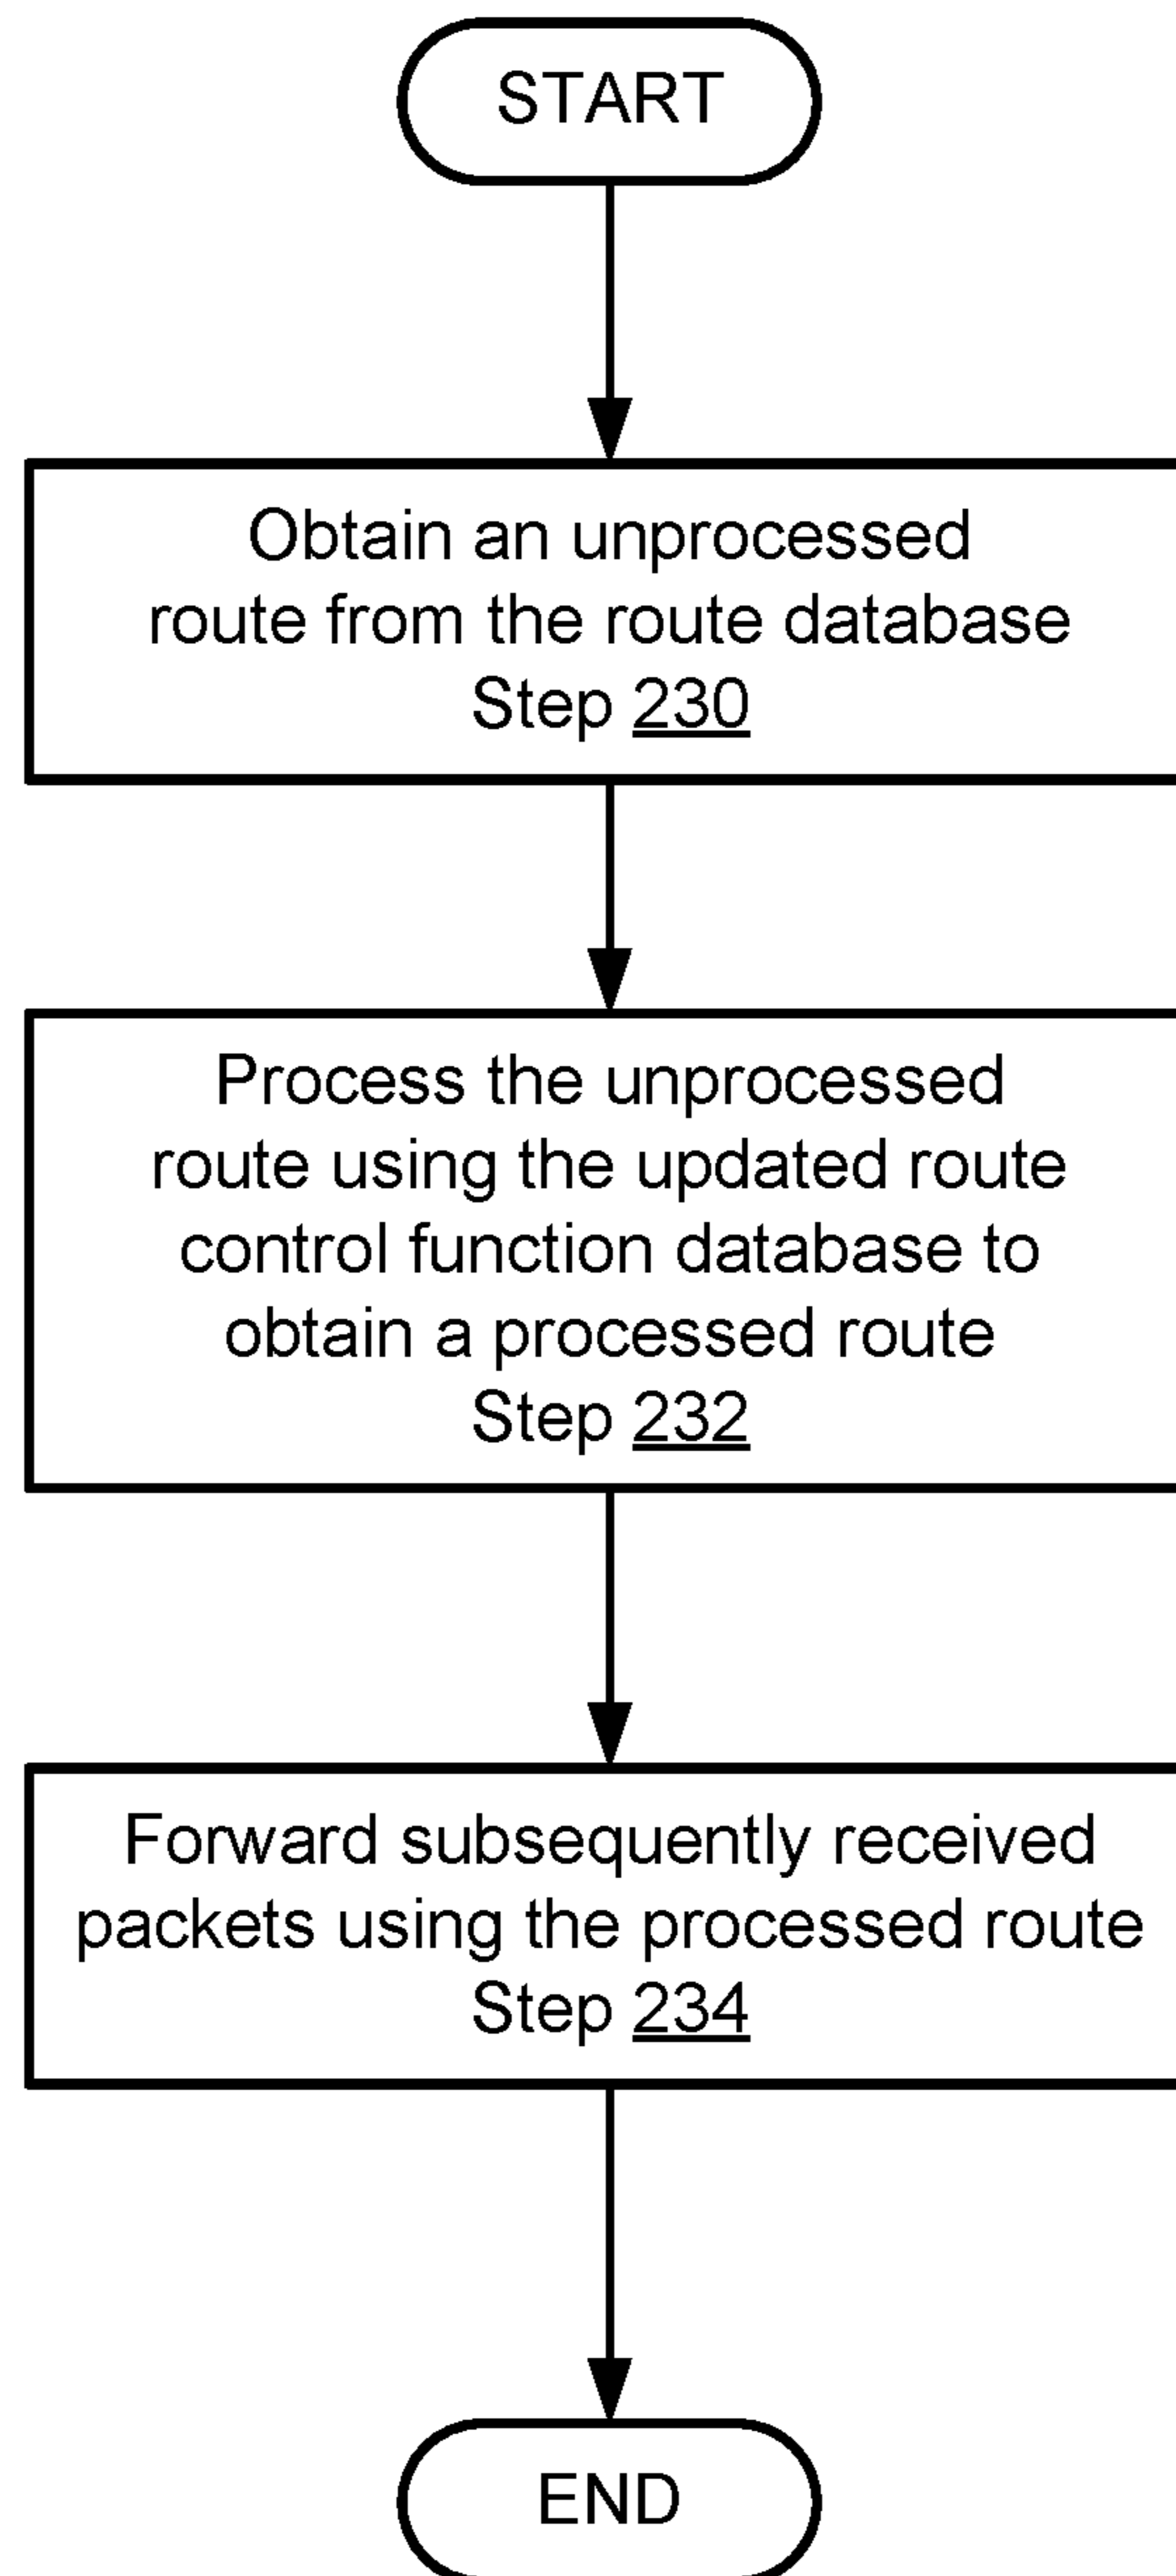 START
Obtain an unprocessed
route from the route database
Step 230
Process the unprocessed
route using the updated route
control function database to
obtain a processed route
Step 232
Forward subsequently received
packets using the processed route
Step 234
END